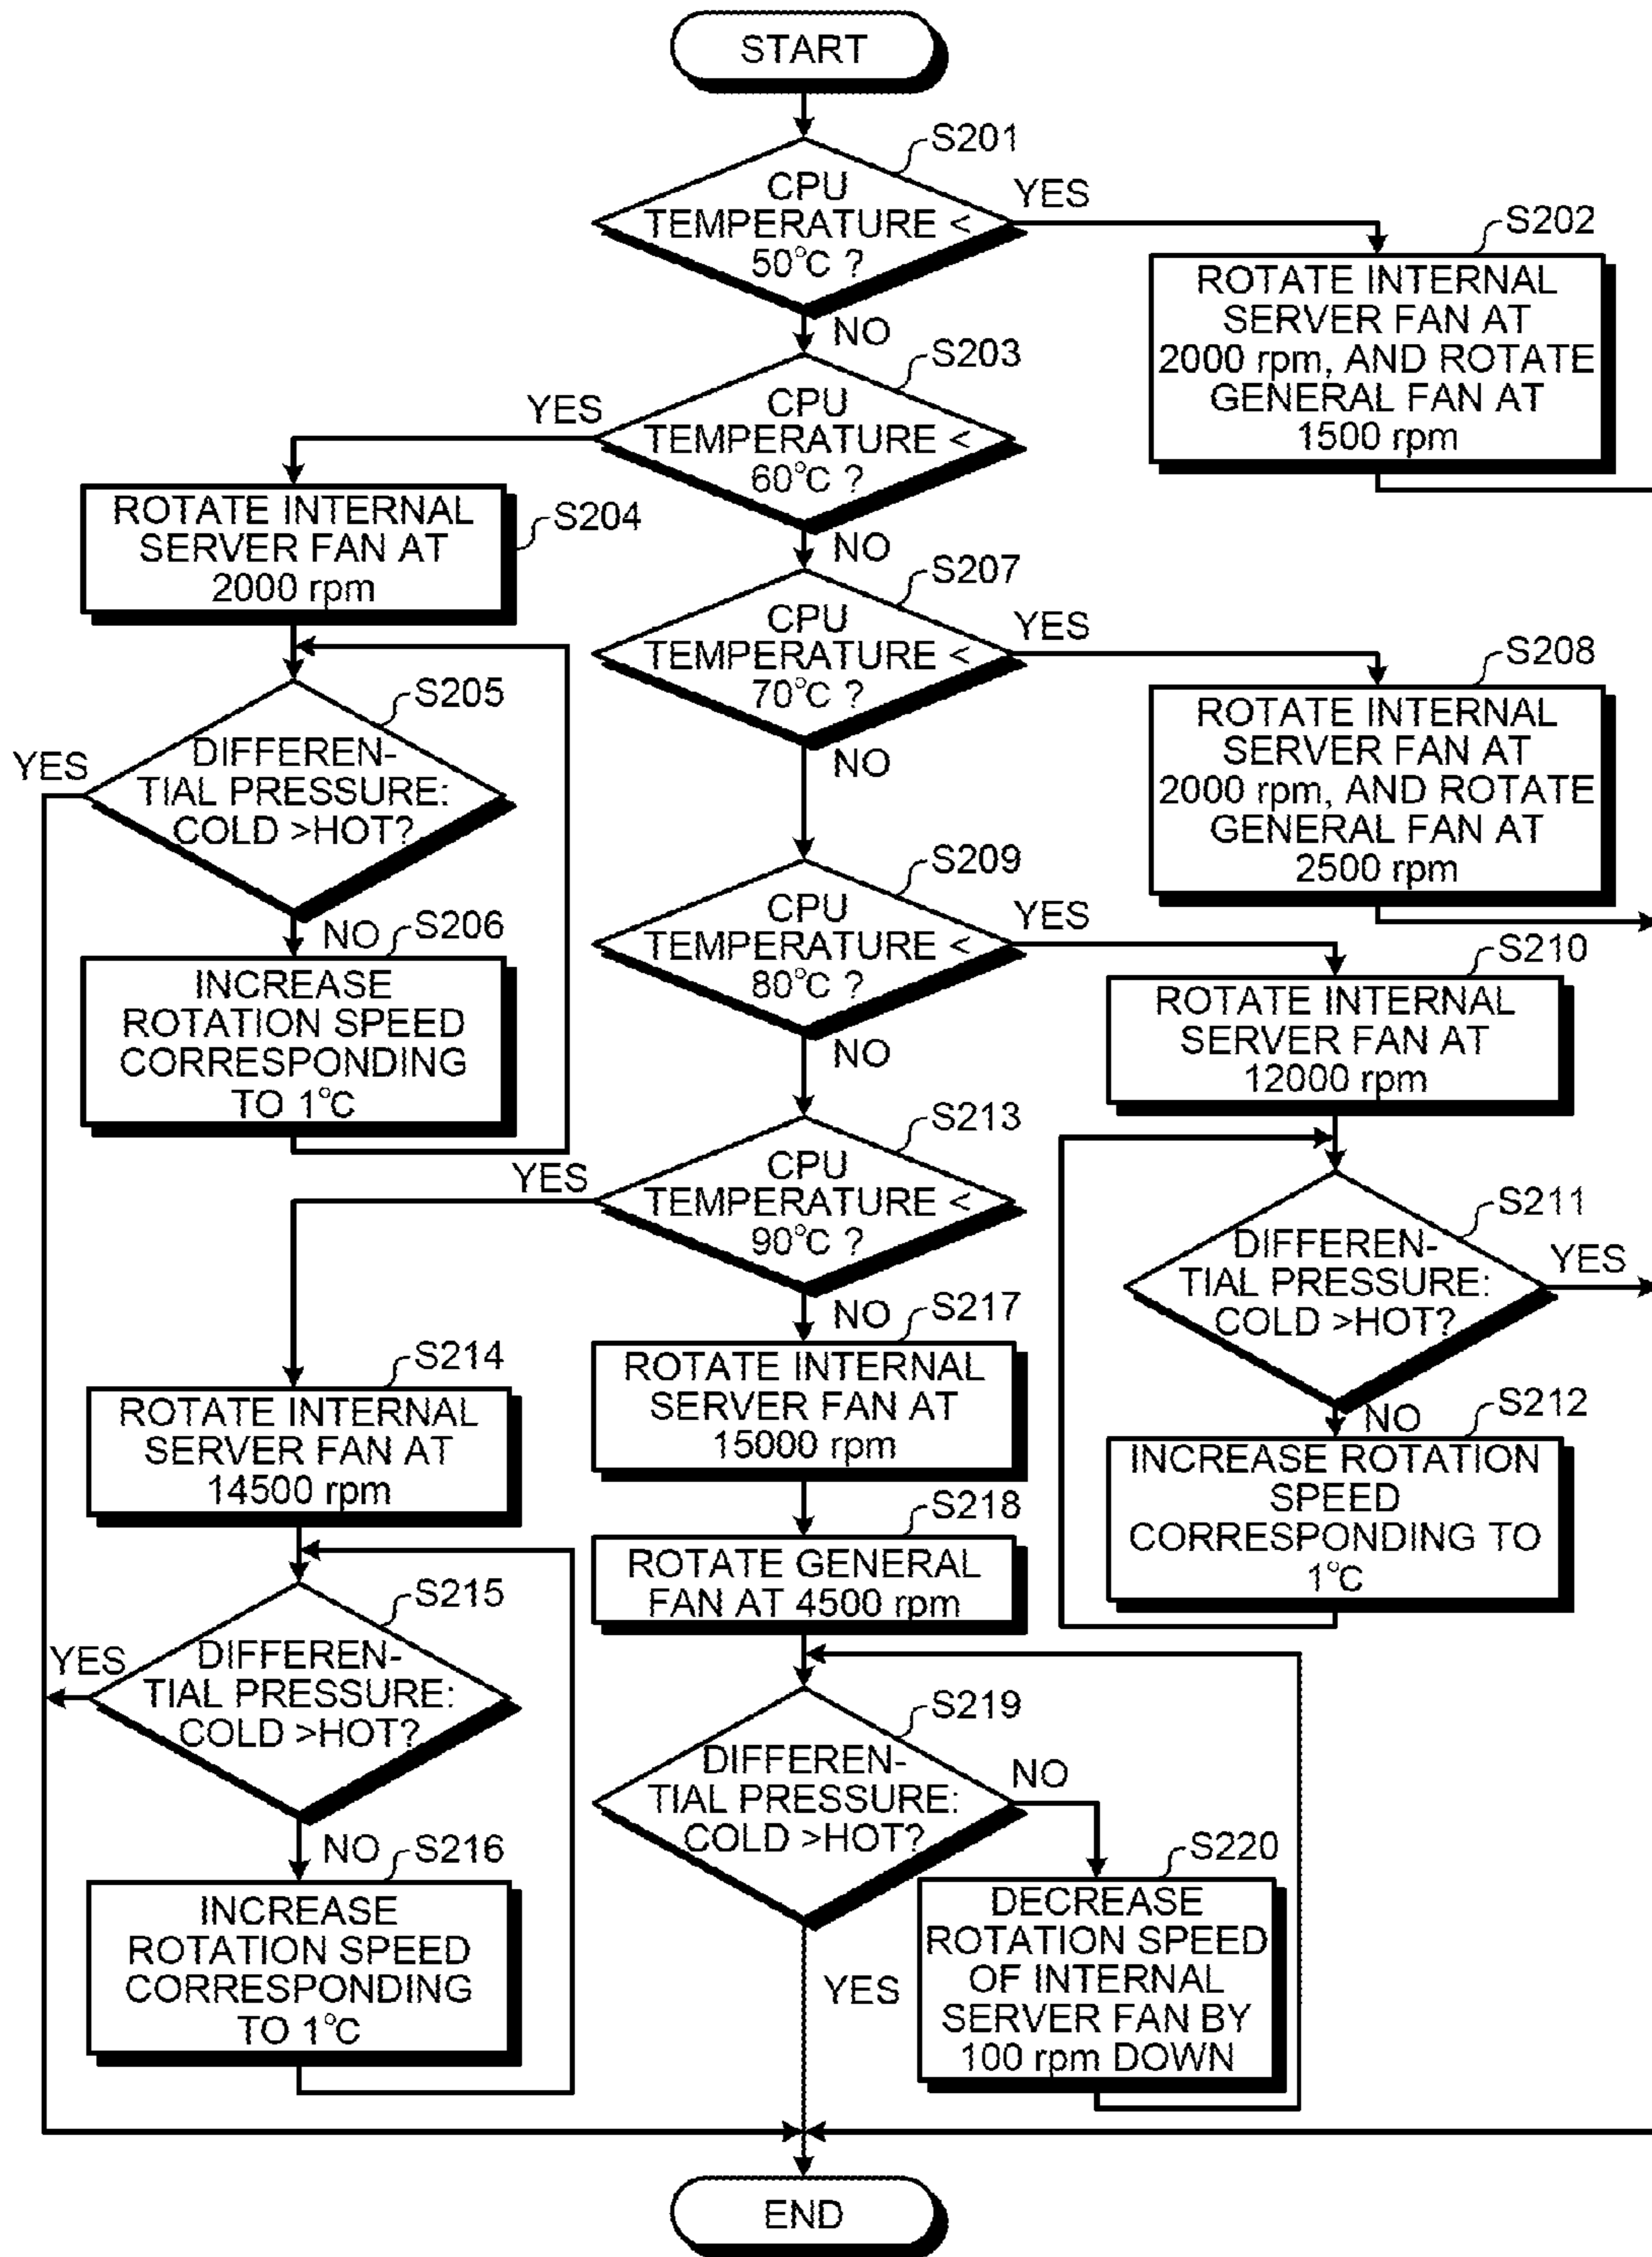 START
S201
CPU
TEMPERATURE <
50°C ?
YES
NO
S202
ROTATE INTERNAL
SERVER FAN AT
2000 rpm, AND ROTATE
GENERAL FAN AT
1500 rpm
S203
CPU
TEMPERATURE <
60°C ?
YES
NO
S204
ROTATE INTERNAL
SERVER FAN AT
2000 rpm
S205
DIFFEREN-
TIAL PRESSURE:
COLD >HOT?
YES
NO
S206
INCREASE
ROTATION SPEED
CORRESPONDING
TO 1°C
S207
CPU
TEMPERATURE <
70°C ?
YES
NO
S208
ROTATE INTERNAL
SERVER FAN AT
2000 rpm, AND ROTATE
GENERAL FAN AT
2500 rpm
S209
CPU
TEMPERATURE <
80°C ?
YES
NO
S210
ROTATE INTERNAL
SERVER FAN AT
12000 rpm
S211
DIFFEREN-
TIAL PRESSURE:
COLD >HOT?
YES
NO
S212
INCREASE ROTATION
SPEED
CORRESPONDING TO
1°C
S213
CPU
TEMPERATURE <
90°C ?
YES
NO
S214
ROTATE INTERNAL
SERVER FAN AT
14500 rpm
S215
DIFFEREN-
TIAL PRESSURE:
COLD >HOT?
YES
NO
S216
INCREASE
ROTATION SPEED
CORRESPONDING
TO 1°C
S217
ROTATE INTERNAL
SERVER FAN AT
15000 rpm
S218
ROTATE GENERAL
FAN AT 4500 rpm
S219
DIFFEREN-
TIAL PRESSURE:
COLD >HOT?
NO
YES
S220
DECREASE
ROTATION SPEED
OF INTERNAL
SERVER FAN BY
100 rpm DOWN
END